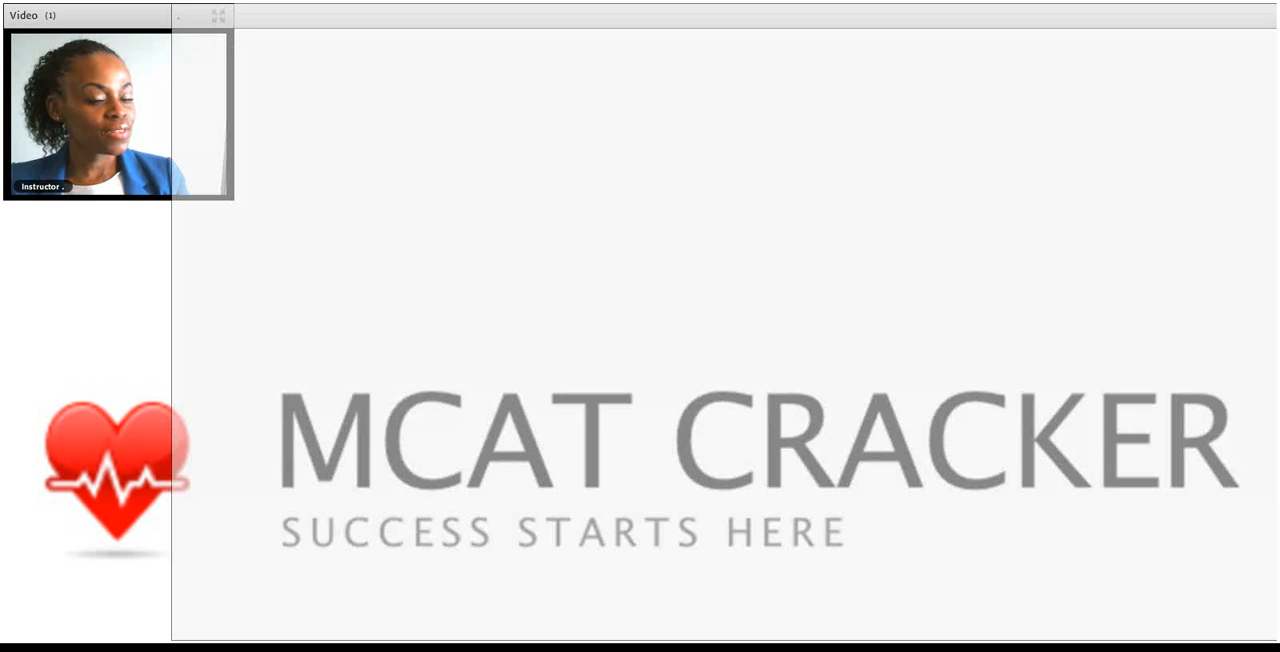 Video (1)
.
Instructor .
MCAT CRACKER
SUCCESS STARTS HERE